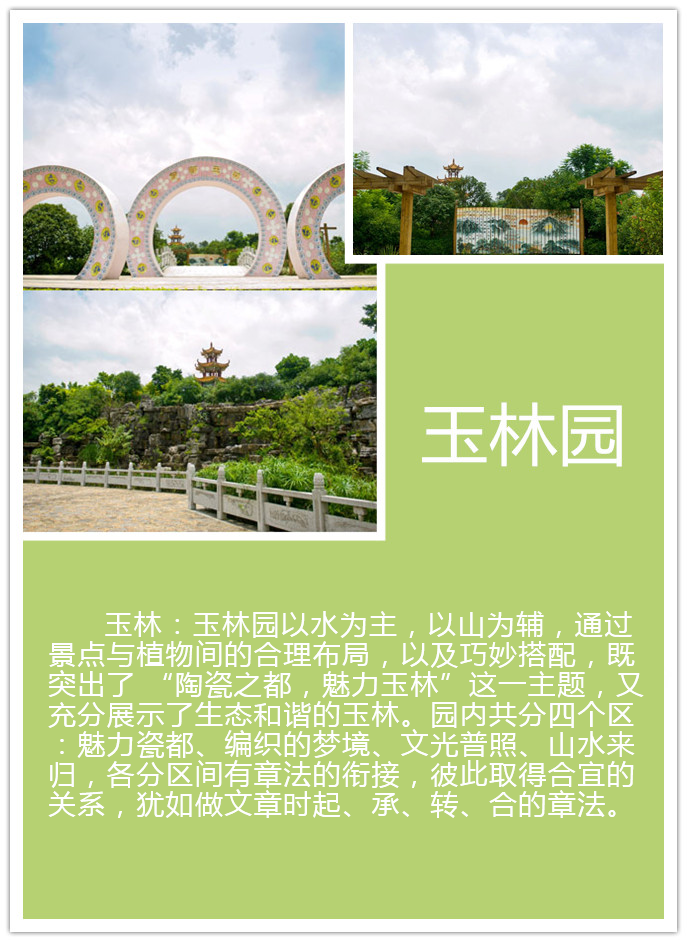 玉林园
玉林：玉林园以水为主，以山为辅，通过
景点与植物间的合理布局，以及巧妙搭配，既
突出了 “陶瓷之都，魅力玉林”这一主题，又
充分展示了生态和谐的玉林。园内共分四个区
：魅力瓷都、编织的梦境、文光普照、山水来
归，各分区间有章法的衔接，彼此取得合宜的
关系，犹如做文章时起、承、转、合的章法。